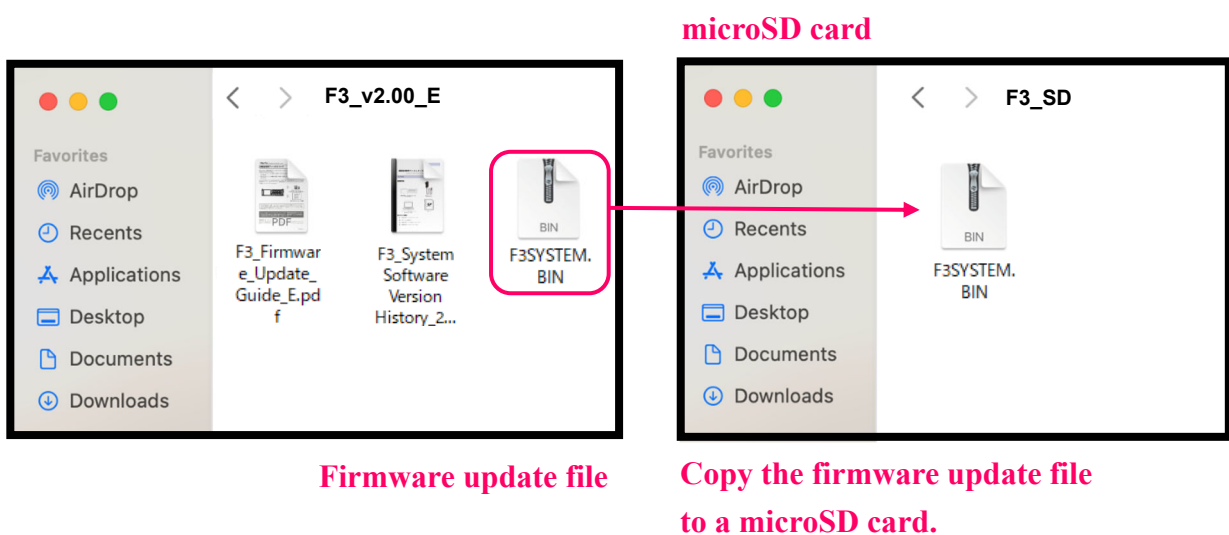 microSD card
F3_v2.00_E
Favorites
AirDrop
Recents
Applications
Desktop
Documents
Downloads
PDF
F3_Firmwar
e_Update_
Guide_E.pd
f
F3_System
Software
Version
History_2...
BIN
F3SYSTEM.
BIN
Firmware update file
F3_SD
Favorites
AirDrop
Recents
Applications
Desktop
Documents
Downloads
BIN
F3SYSTEM.
BIN
Copy the firmware update file
to a microSD card.